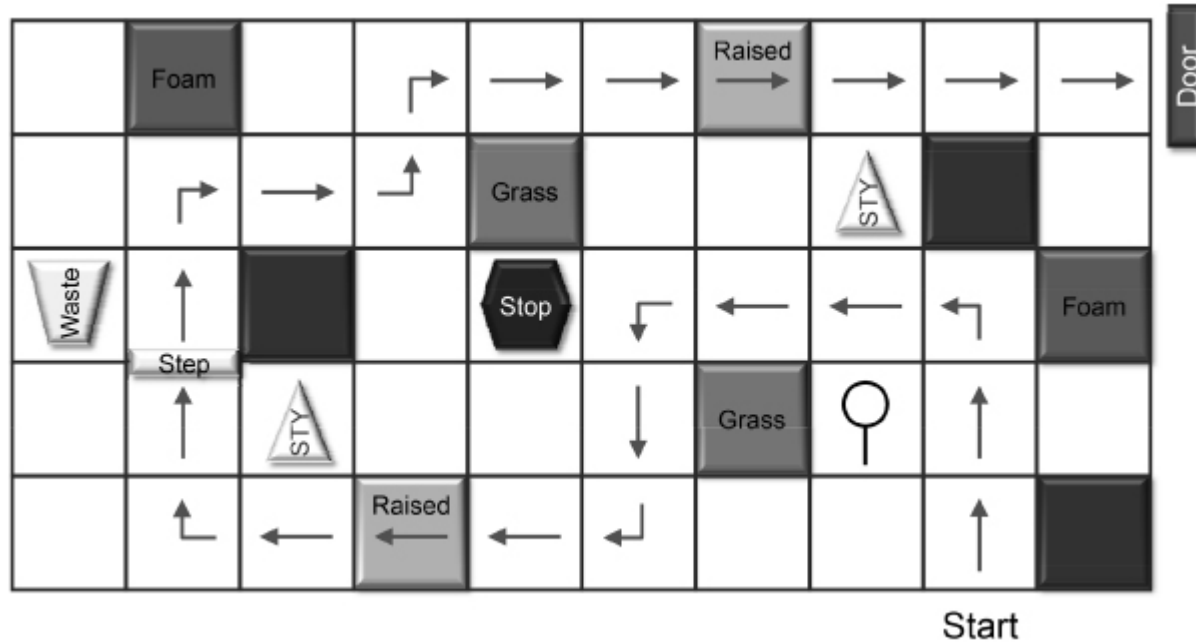 Foam
Raised
Door
Grass
STY
Waste
Stop
Foam
Step
STY
Grass
Raised
Start